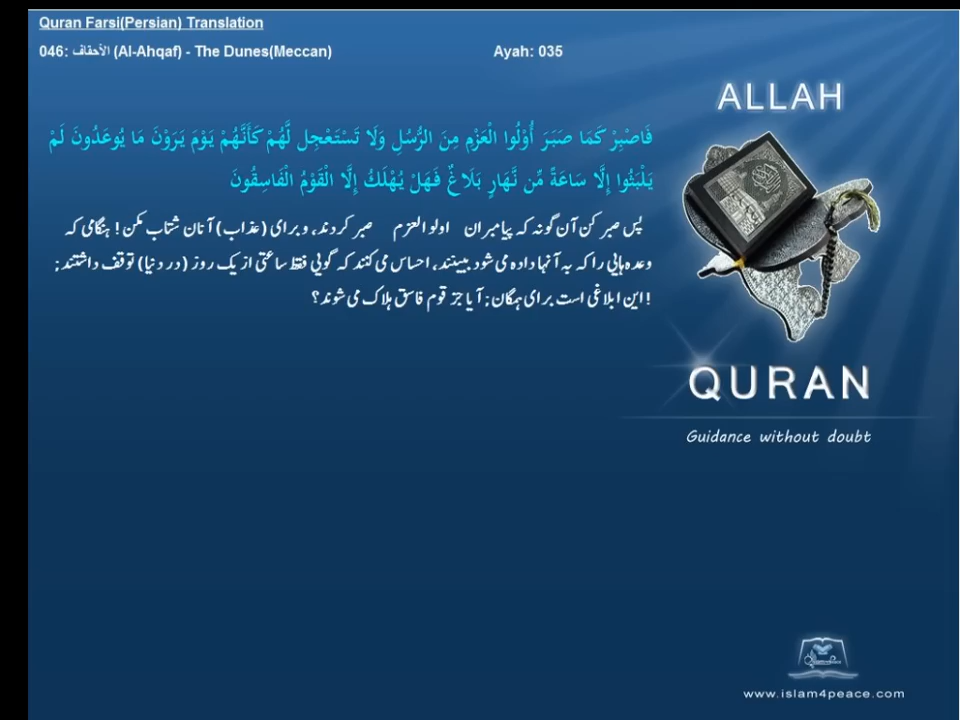 Quran Farsi(Persian) Translation
046: الأحقاف (Al-Ahqaf) - The Dunes(Meccan) Ayah: 035
ALLAH
فَاصْبِرْ كَمَا صَبَرَ أُوْلُوا الْعَزْمِ مِنَ الرُّسُلِ وَلَا تَسْتَعْجِل لَّهُمْ كَأَنَّهُمْ يَوْمَ يَرَوْنَ مَا يُوعَدُونَ لَمْ
يَلْبَثُوا إِلَّا سَاعَةً مِّن نَّهَارٍ بَلَاغٌ فَهَلْ يُهْلَكُ إِلَّا الْقَوْمُ الْفَاسِقُونَ
پس صبر کن آن گونه که پیامبران اولو العزم صبر کردند، و برای (عذاب) آنان شتاب مکن! هنگامی که
وعده‌هایی را که به آنها داده می‌شود ببینند، احساس می‌کنند که گویی فقط ساعتی از یک روز (در دنیا) توقف داشتند;
!این ابلاغی است برای همگان; آیا جز قوم فاسق هلاک می‌شوند؟
QURAN
Guidance without doubt
www.islam4peace.com